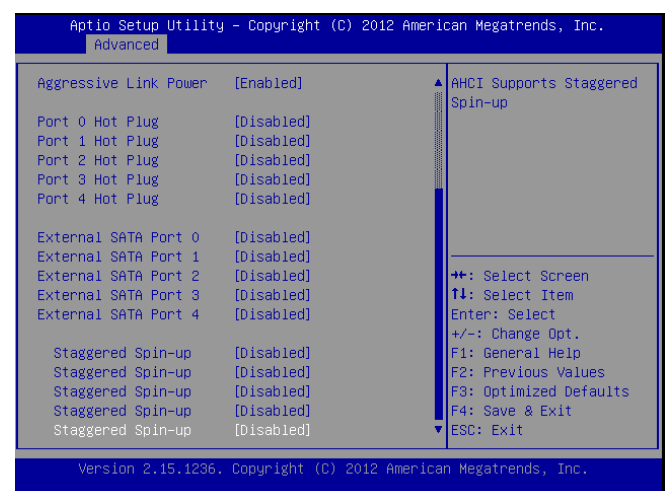 Aptio Setup Utility – Copyright (C) 2012 American Megatrends, Inc.
Advanced
Aggressive Link Power [Enabled]
Port 0 Hot Plug [Disabled]
Port 1 Hot Plug [Disabled]
Port 2 Hot Plug [Disabled]
Port 3 Hot Plug [Disabled]
Port 4 Hot Plug [Disabled]
External SATA Port 0 [Disabled]
External SATA Port 1 [Disabled]
External SATA Port 2 [Disabled]
External SATA Port 3 [Disabled]
External SATA Port 4 [Disabled]
Staggered Spin-up [Disabled]
Staggered Spin-up [Disabled]
Staggered Spin-up [Disabled]
Staggered Spin-up [Disabled]
Staggered Spin-up [Disabled]
AHCI Supports Staggered
Spin-up
→←: Select Screen
↑↓: Select Item
Enter: Select
+/-: Change Opt.
F1: General Help
F2: Previous Values
F3: Optimized Defaults
F4: Save & Exit
ESC: Exit
Version 2.15.1236. Copyright (C) 2012 American Megatrends, Inc.